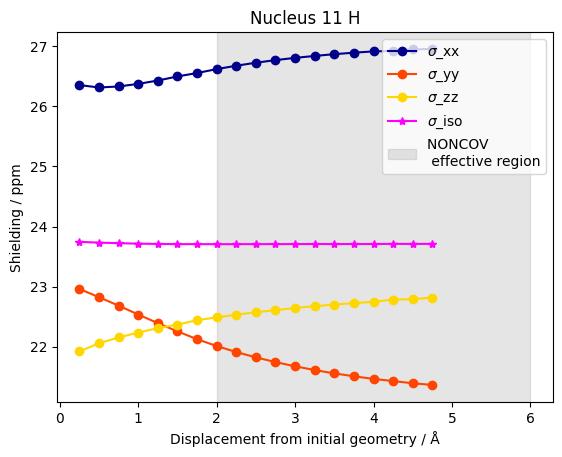 Nucleus 11 H
27
26
25
24
23
22
Shielding / ppm
σ_xx
σ_yy
σ_zz
σ_iso
NONCOV
effective region
0 1 2 3 4 5 6
Displacement from initial geometry / Å